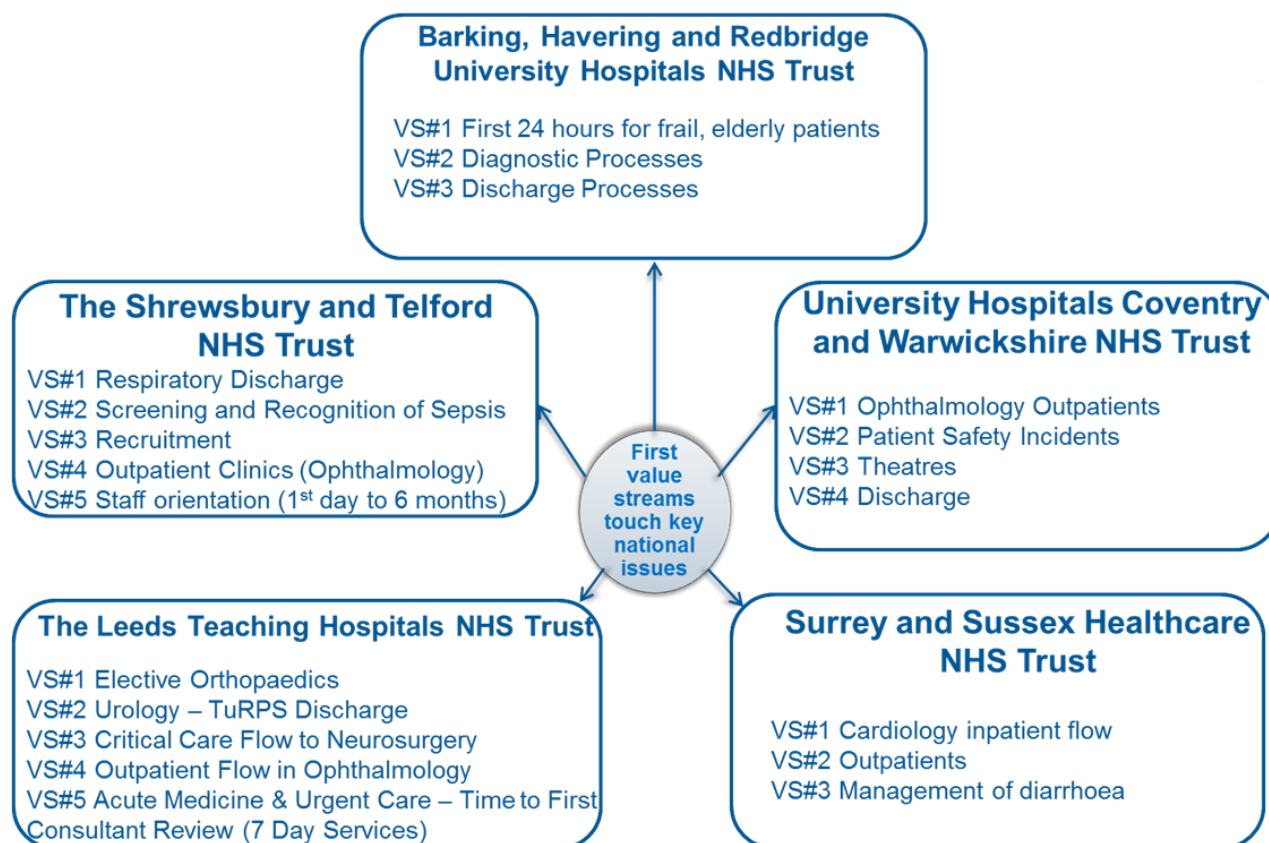 Barking, Havering and Redbridge
University Hospitals NHS Trust
VS#1 First 24 hours for frail, elderly patients
VS#2 Diagnostic Processes
VS#3 Discharge Processes
The Shrewsbury and Telford
NHS Trust
VS#1 Respiratory Discharge
VS#2 Screening and Recognition of Sepsis
VS#3 Recruitment
VS#4 Outpatient Clinics (Ophthalmology)
VS#5 Staff orientation (1st day to 6 months)
University Hospitals Coventry
and Warwickshire NHS Trust
VS#1 Ophthalmology Outpatients
VS#2 Patient Safety Incidents
VS#3 Theatres
VS#4 Discharge
First
value
streams
touch key
national
issues
The Leeds Teaching Hospitals NHS Trust
VS#1 Elective Orthopaedics
VS#2 Urology – TuRPS Discharge
VS#3 Critical Care Flow to Neurosurgery
VS#4 Outpatient Flow in Ophthalmology
VS#5 Acute Medicine & Urgent Care – Time to First
Consultant Review (7 Day Services)
Surrey and Sussex Healthcare
NHS Trust
VS#1 Cardiology inpatient flow
VS#2 Outpatients
VS#3 Management of diarrhoea